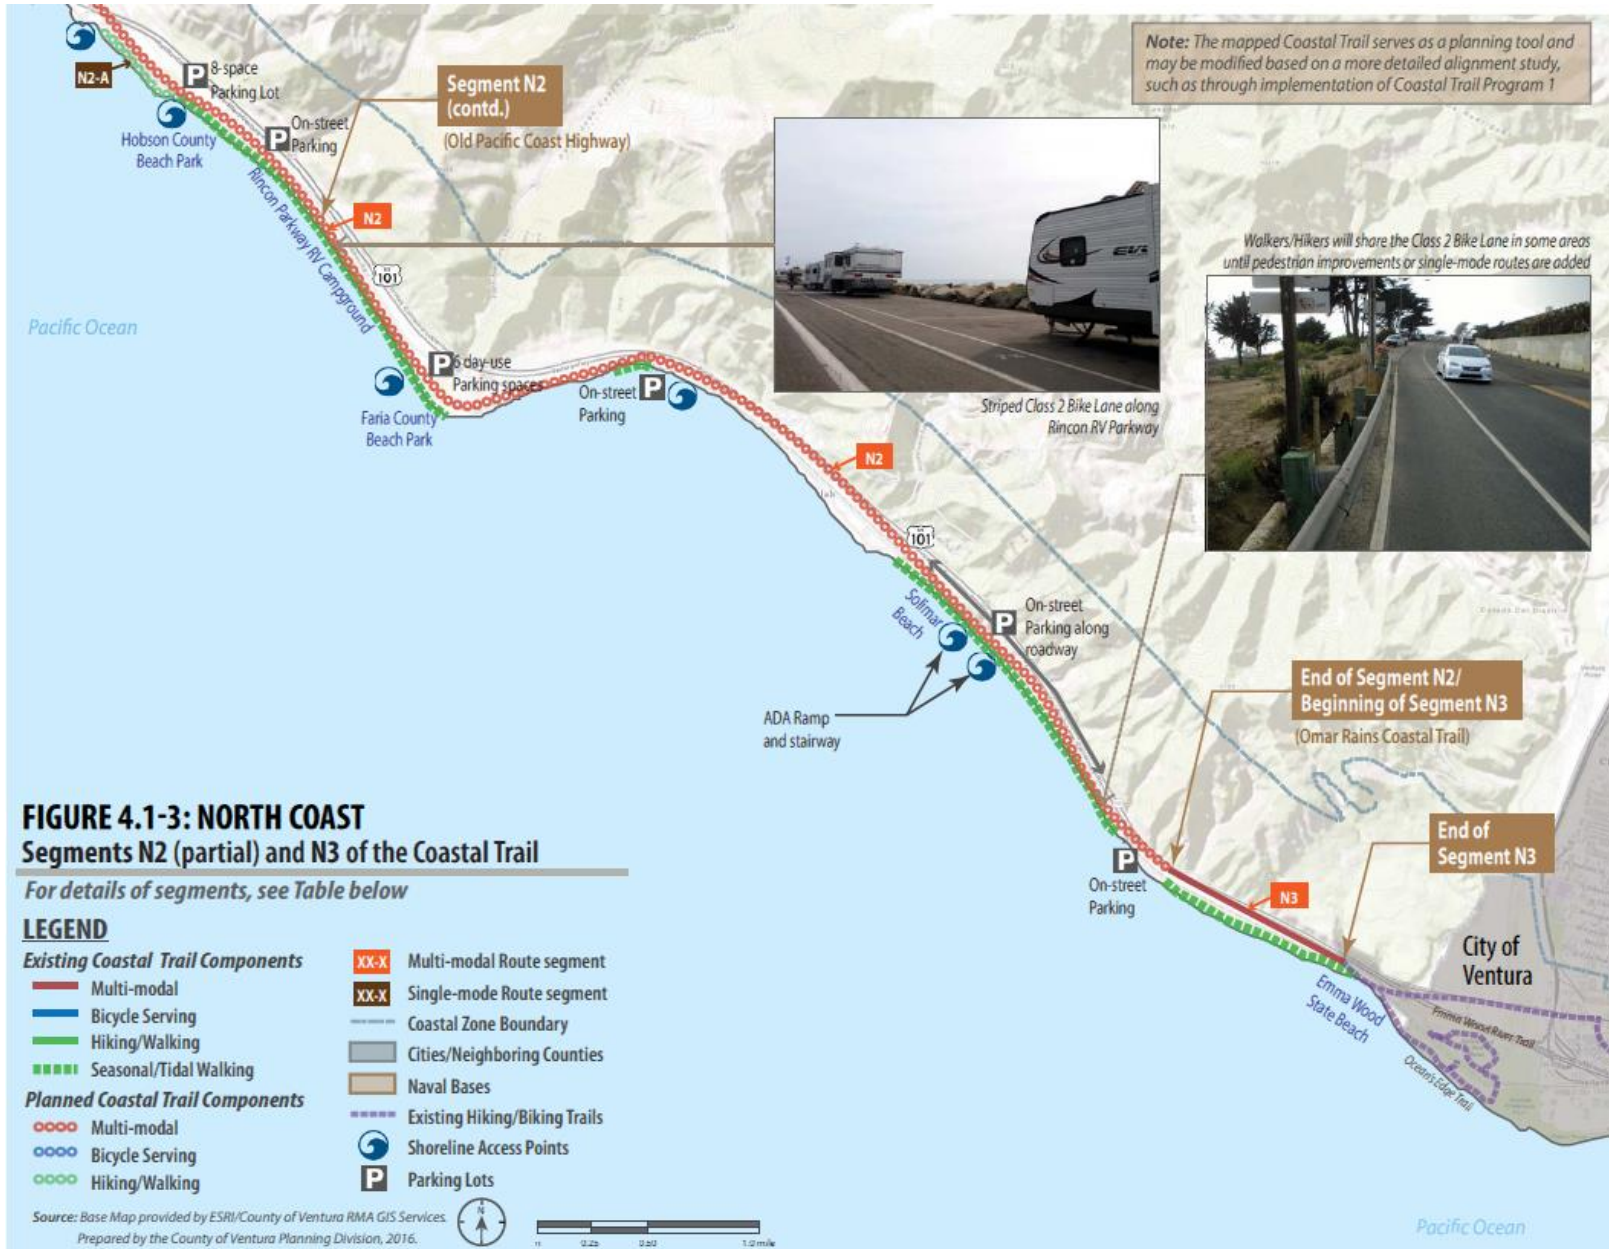 Note: The mapped Coastal Trail serves as a planning tool and
may be modified based on a more detailed alignment study,
such as through implementation of Coastal Trail Program 1
N2-A
P
8-space
Parking Lot
Segment N2
(contd.)
(Old Pacific Coast Highway)
Hobson County
Beach Park
P
On-street
Parking
Rincon Parkway RV Campground
N2
101
Pacific Ocean
Walkers/Hikers will share the Class 2 Bike Lane in some areas
until pedestrian improvements or single-mode routes are added
Striped Class 2 Bike Lane along
Rincon RV Parkway
P
6 day-use
Parking spaces
Faria County
Beach Park
On-street
Parking
P
N2
101
Solimar
Beach
P
On-street
Parking along
roadway
ADA Ramp
and stairway
End of Segment N2/
Beginning of Segment N3
(Omar Rains Coastal Trail)
End of
Segment N3
P
On-street
Parking
N3
City of
Ventura
Emma Wood
State Beach
Emma Wood River Trail
Ocean's Edge Trail
FIGURE 4.1-3: NORTH COAST
Segments N2 (partial) and N3 of the Coastal Trail
For details of segments, see Table below
LEGEND
Existing Coastal Trail Components
Multi-modal
Bicycle Serving
Hiking/Walking
Seasonal/Tidal Walking
Planned Coastal Trail Components
Multi-modal
Bicycle Serving
Hiking/Walking
XX-X Multi-modal Route segment
XX-X Single-mode Route segment
Coastal Zone Boundary
Cities/Neighboring Counties
Naval Bases
Existing Hiking/Biking Trails
Shoreline Access Points
P Parking Lots
Source: Base Map provided by ESRI/County of Ventura RMA GIS Services.
Prepared by the County of Ventura Planning Division, 2016.
N
0.25 0.50 1.0 mile
Pacific Ocean